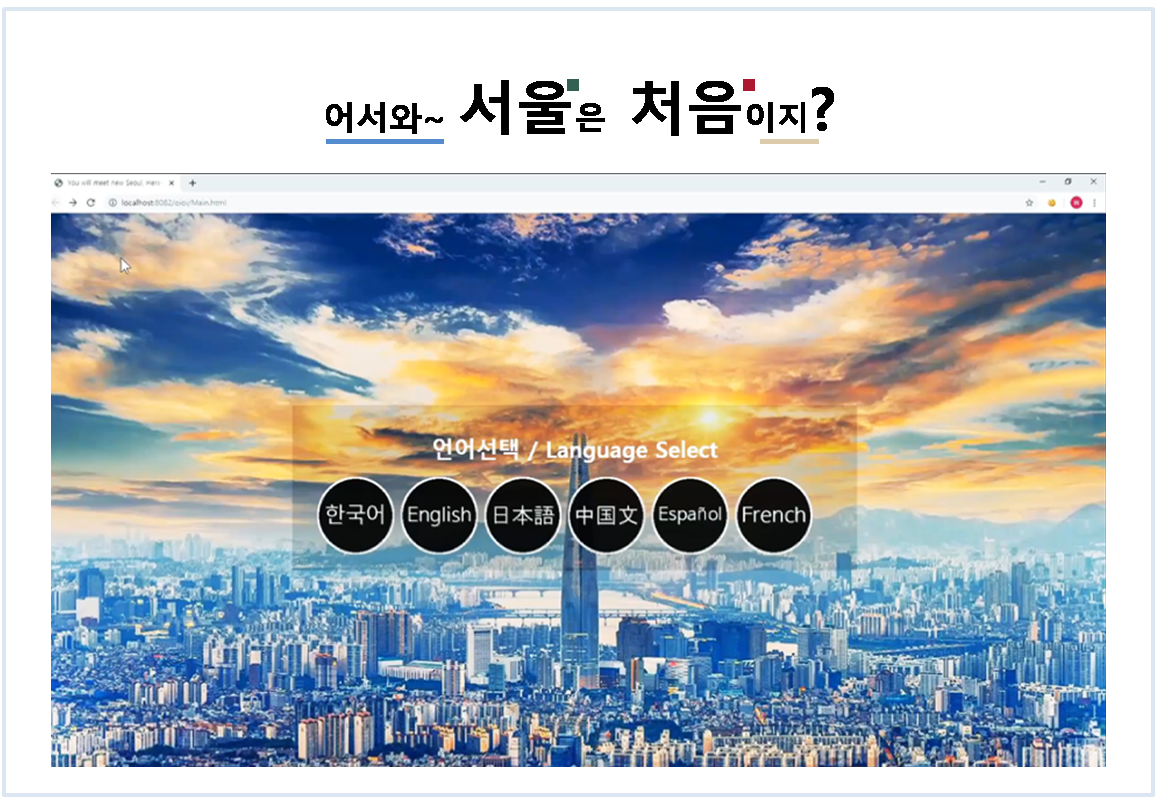 어서와~ 서울은 처음이지?
You will meet new Seoul, Here
localhost:8082/oioi/Main.html
언어선택 / Language Select
한국어 English 日本語 中国文 Español French